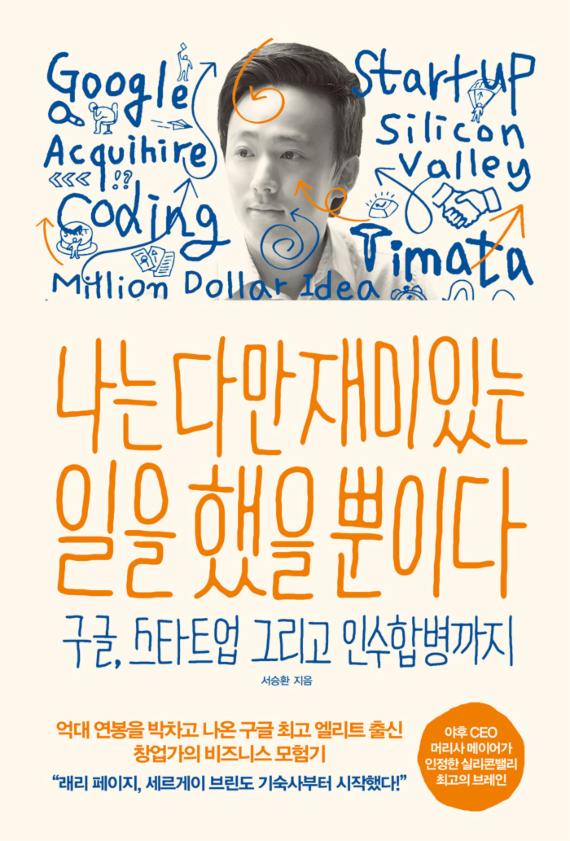 Google
Startup
Silicon
Valley
Acquihire
!?
Coding
Timata
Million Dollar Idea
나는 다만 재미있는
일을 했을 뿐이다
구글, 스타트업 그리고 인수합병까지
서승환 지음
억대 연봉을 박차고 나온 구글 최고 엘리트 출신
창업가의 비즈니스 모험기
“래리 페이지, 세르게이 브린도 기숙사부터 시작했다!”
야후 CEO
머리사 메이어가
인정한 실리콘밸리
최고의 브레인